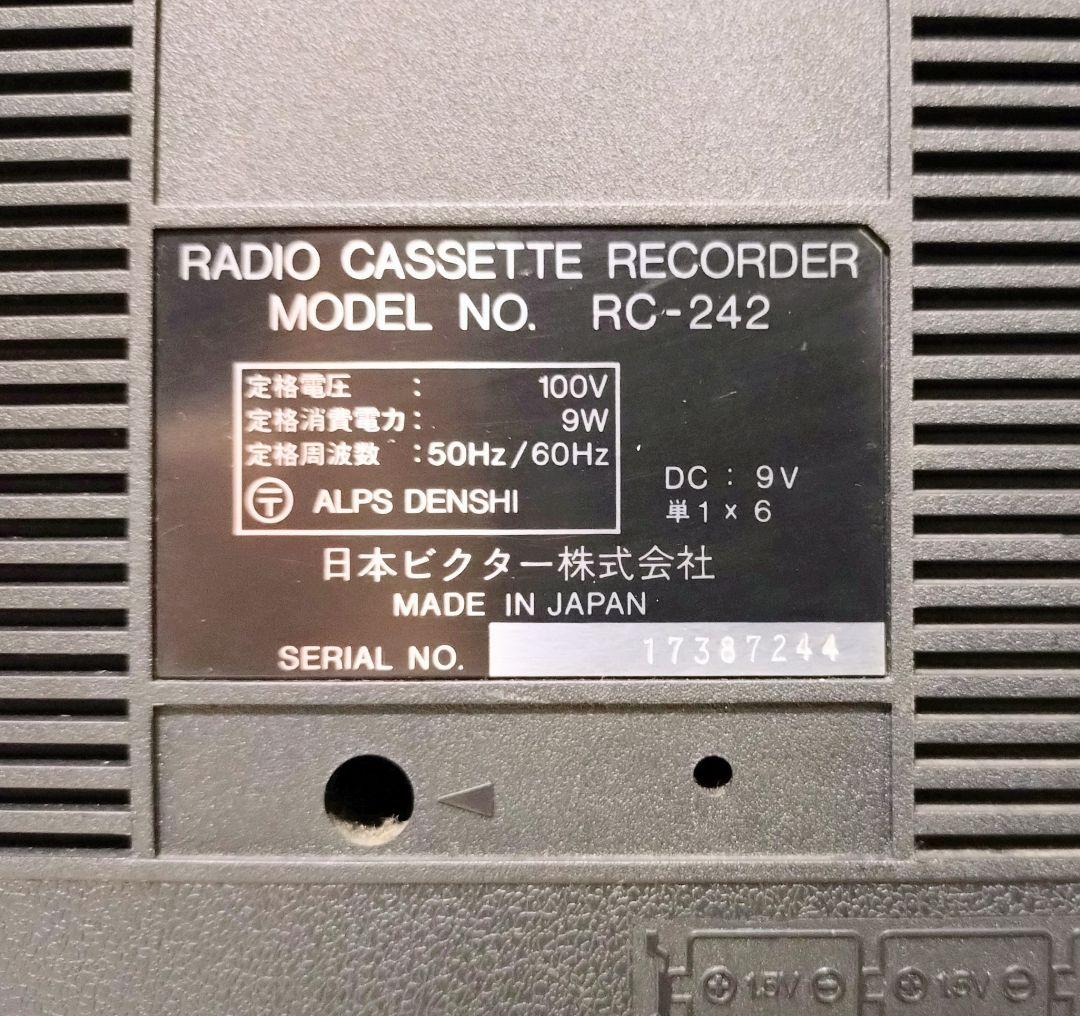 RADIO CASSETTE RECORDER
MODEL NO. RC-242
定格電圧 : 100V
定格消費電力: 9W
定格周波数 : 50Hz/60Hz
〒 ALPS DENSHI
DC : 9V
単1×6
日本ビクター株式会社
MADE IN JAPAN
SERIAL NO. 17387244
⊕ 1.5V ⊖ ⊕ 1.5V ⊖